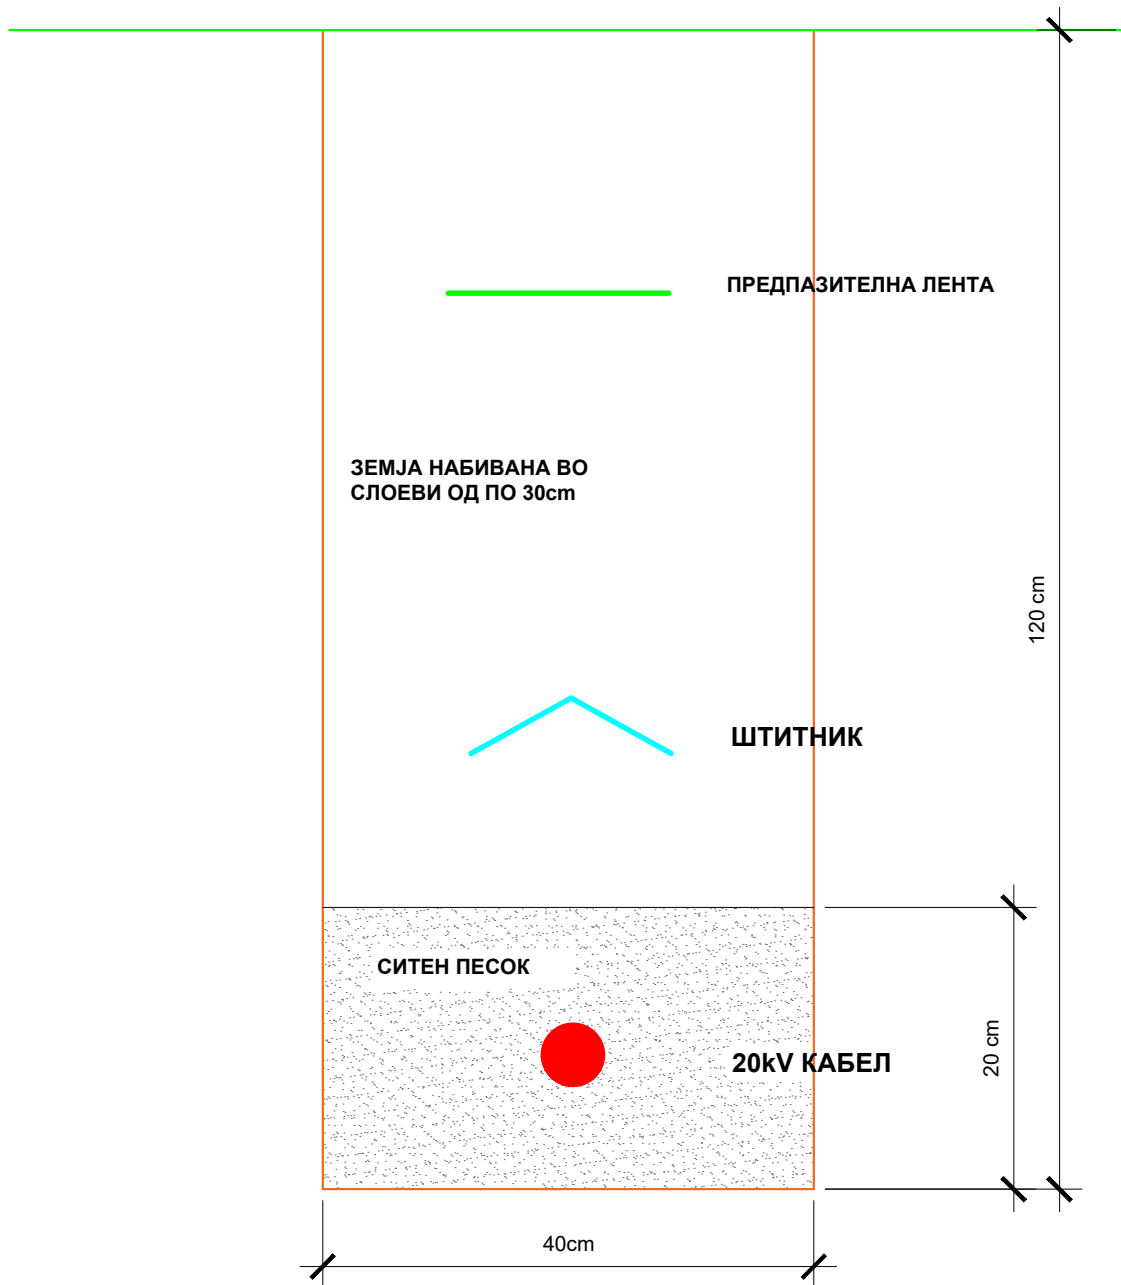 ПРЕДПАЗИТЕЛНА ЛЕНТА
ЗЕМЈА НАБИВАНА ВО
СЛОЕВИ ОД ПО 30cm
120 cm
ШТИТНИК
СИТЕН ПЕСОК
20kV КАБЕЛ
20 cm
40cm